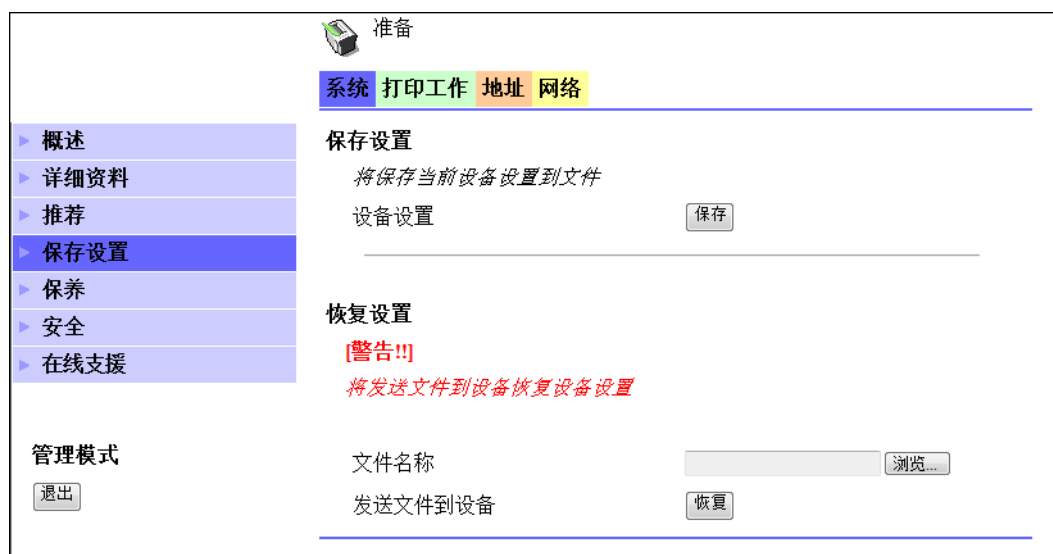 准备
系统 打印工作 地址 网络
概述
详细资料
推荐
保存设置
保养
安全
在线支援
管理模式
退出
保存设置
将保存当前设备设置到文件
设备设置 保存
恢复设置
[警告!!]
将发送文件到设备恢复设备设置
文件名称 浏览...
发送文件到设备 恢复